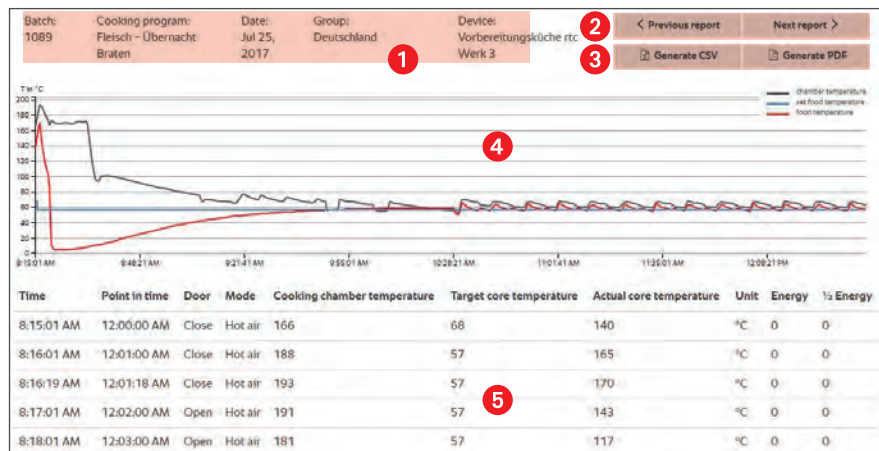 Batch: Cooking program: Date: Group: Device:
1089 Fleisch – Übernacht Jul 25, Deutschland Vorbereitungsküche rtc
Braten 2017 Werk 3
1
2
< Previous report Next report >
3
Generate CSV Generate PDF
T in °C
chamber temperature
set food temperature
food temperature
200
180
160
140
120
100
80
60
40
20
0
4
8:15:01 AM 8:48:21 AM 9:21:41 AM 9:55:01 AM 10:28:21 AM 11:01:41 AM 11:35:01 AM 12:08:21 PM
Time Point in time Door Mode Cooking chamber temperature Target core temperature Actual core temperature Unit Energy ½ Energy
8:15:01 AM 12:00:00 AM Close Hot air 166 68 140 °C 0 0
8:16:01 AM 12:01:00 AM Close Hot air 188 57 165 °C 0 0
8:16:19 AM 12:01:18 AM Close Hot air 193 57 170 °C 0 0
8:17:01 AM 12:02:00 AM Open Hot air 191 57 143 °C 0 0
5
8:18:01 AM 12:03:00 AM Open Hot air 181 57 117 °C 0 0